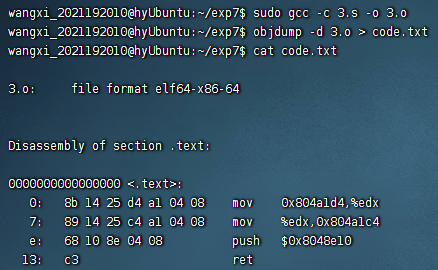 wangxi_2021192010@hyUbuntu:~/exp7$ sudo gcc -c 3.s -o 3.o
wangxi_2021192010@hyUbuntu:~/exp7$ objdump -d 3.o > code.txt
wangxi_2021192010@hyUbuntu:~/exp7$ cat code.txt
3.o:     file format elf64-x86-64
Disassembly of section .text:
0000000000000000 <.text>:
   0:   8b 14 25 d4 a1 04 08    mov    0x804a1d4,%edx
   7:   89 14 25 c4 a1 04 08    mov    %edx,0x804a1c4
   e:   68 10 8e 04 08          push   $0x8048e10
  13:   c3                      ret